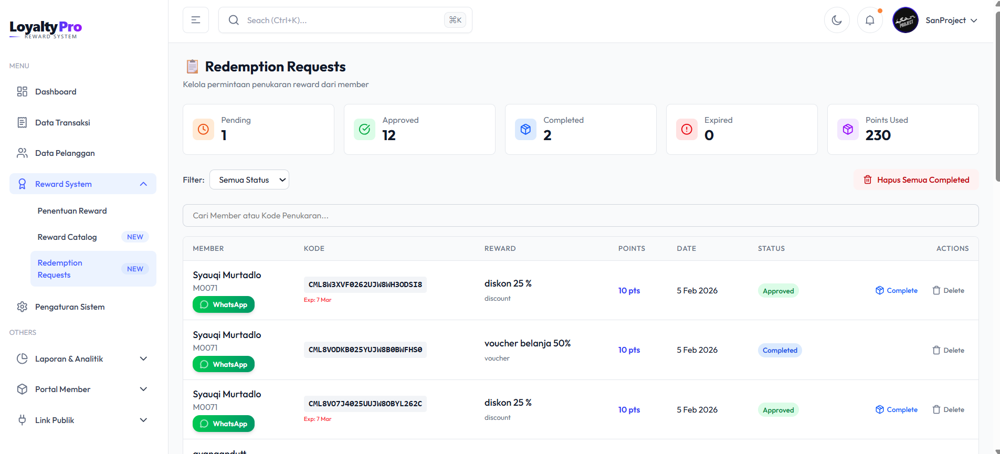 LoyaltyPro
REWARD SYSTEM
MENU
Dashboard
Data Transaksi
Data Pelanggan
Reward System
Penentuan Reward
Reward Catalog NEW
Redemption Requests NEW
Pengaturan Sistem
OTHERS
Laporan & Analitik
Portal Member
Link Publik
Seach (Ctrl+K)... ⌘K
SAN PROJECT
SanProject
Redemption Requests
Kelola permintaan penukaran reward dari member
Pending
1
Approved
12
Completed
2
Expired
0
Points Used
230
Filter: Semua Status
Hapus Semua Completed
Cari Member atau Kode Penukaran...
MEMBER KODE REWARD POINTS DATE STATUS ACTIONS
Syauqi Murtadlo
M0071
WhatsApp
CML8W3XVF0262UJW8WH3ODSI8
Exp: 7 Mar
diskon 25 %
discount
10 pts
5 Feb 2026
Approved
Complete Delete
Syauqi Murtadlo
M0071
WhatsApp
CML8VODKB025YUJW8B0BWFHS0
voucher belanja 50%
voucher
10 pts
5 Feb 2026
Completed
Delete
Syauqi Murtadlo
M0071
WhatsApp
CML8VO7J4025UUJW8OBYL262C
Exp: 7 Mar
diskon 25 %
discount
10 pts
5 Feb 2026
Approved
Complete Delete